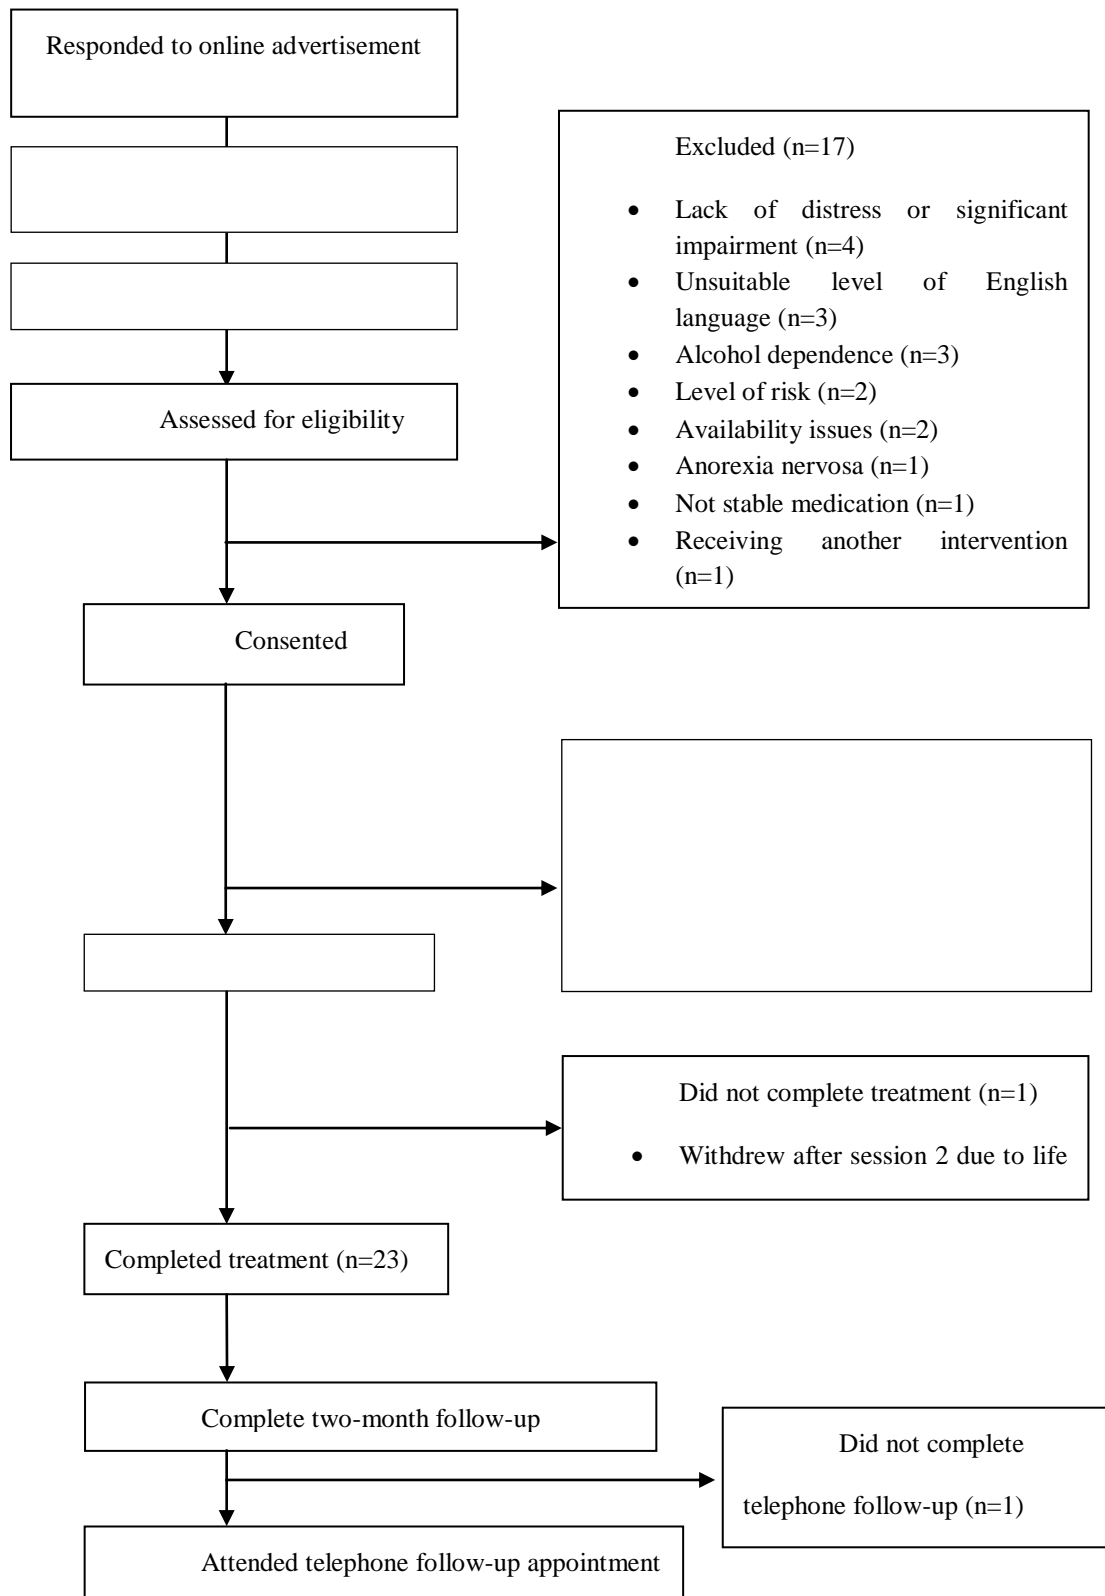 Responded to online advertisement
Excluded (n=17)
• Lack of distress or significant
impairment (n=4)
• Unsuitable level of English
language (n=3)
• Alcohol dependence (n=3)
• Level of risk (n=2)
• Availability issues (n=2)
• Anorexia nervosa (n=1)
• Not stable medication (n=1)
• Receiving another intervention
(n=1)
Assessed for eligibility
Consented
Did not complete treatment (n=1)
• Withdrew after session 2 due to life
Completed treatment (n=23)
Complete two-month follow-up
Did not complete
telephone follow-up (n=1)
Attended telephone follow-up appointment